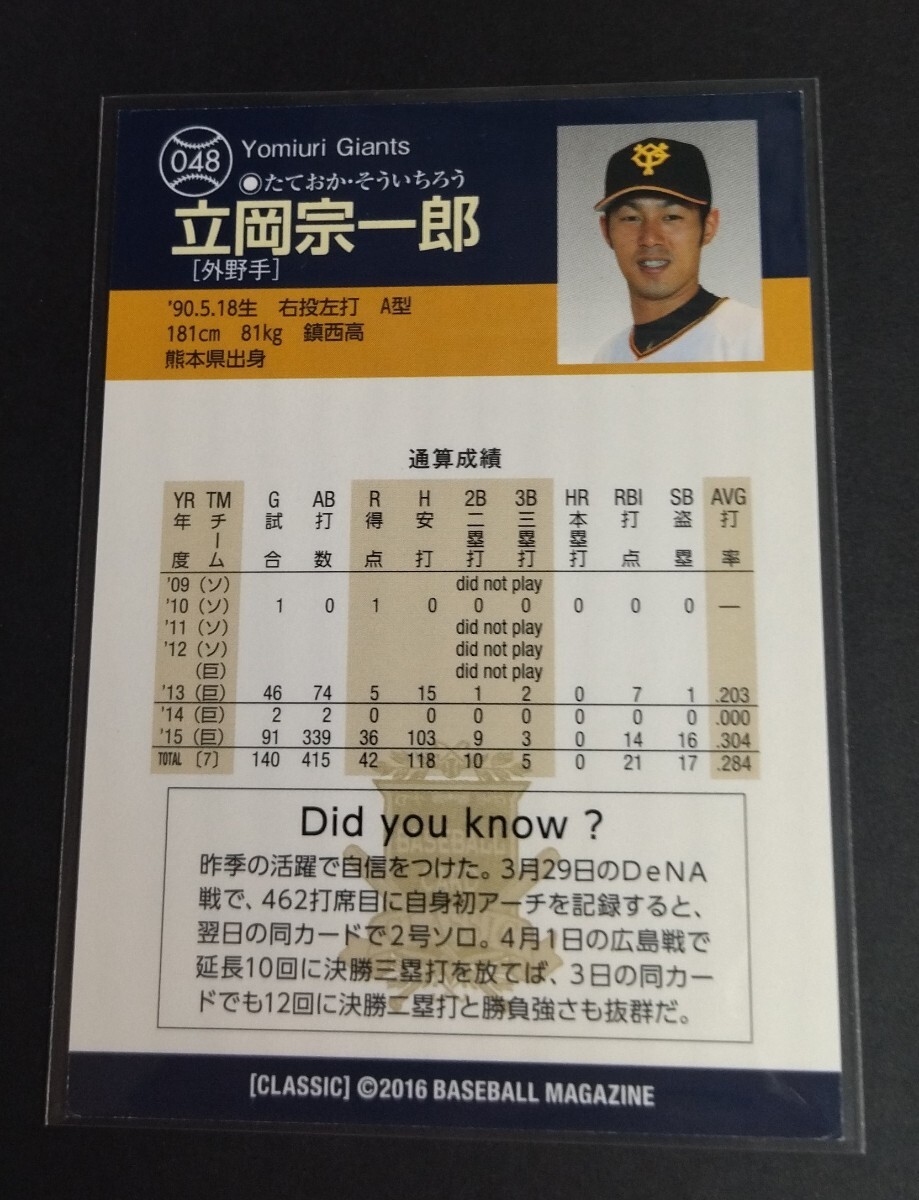 048
Yomiuri Giants
◉たておか・そういちろう
立岡宗一郎
[外野手]
'90.5.18生 右投左打 A型
181cm 81kg 鎮西高
熊本県出身
通算成績
YR TM G AB R H 2B 3B HR RBI SB AVG
年度 チーム 試合 打数 得点 安打 二塁打 三塁打 本塁打 打点 盗塁 打率
'09 (ソ) did not play
'10 (ソ) 1 0 1 0 0 0 0 0 0 —
'11 (ソ) did not play
'12 (ソ) did not play
(巨) did not play
'13 (巨) 46 74 5 15 1 2 0 7 1 .203
'14 (巨) 2 2 0 0 0 0 0 0 0 .000
'15 (巨) 91 339 36 103 9 3 0 14 16 .304
TOTAL [7] 140 415 42 118 10 5 0 21 17 .284
Did you know ?
昨季の活躍で自信をつけた。3月29日のDeNA
戦で、462打席目に自身初アーチを記録すると、
翌日の同カードで2号ソロ。4月1日の広島戦で
延長10回に決勝三塁打を放てば、3日の同カー
ドでも12回に決勝二塁打と勝負強さも抜群だ。
[CLASSIC] ©2016 BASEBALL MAGAZINE